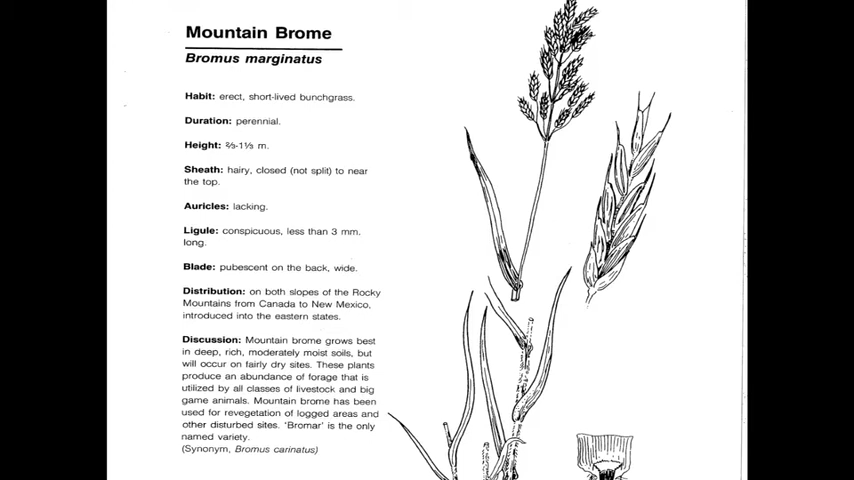 Mountain Brome
Bromus marginatus
Habit: erect, short-lived bunchgrass.
Duration: perennial.
Height: ⅔-1⅓ m.
Sheath: hairy, closed (not split) to near
the top.
Auricles: lacking.
Ligule: conspicuous, less than 3 mm.
long.
Blade: pubescent on the back, wide.
Distribution: on both slopes of the Rocky
Mountains from Canada to New Mexico,
introduced into the eastern states.
Discussion: Mountain brome grows best
in deep, rich, moderately moist soils, but
will occur on fairly dry sites. These plants
produce an abundance of forage that is
utilized by all classes of livestock and big
game animals. Mountain brome has been
used for revegetation of logged areas and
other disturbed sites. 'Bromar' is the only
named variety.
(Synonym, Bromus carinatus)